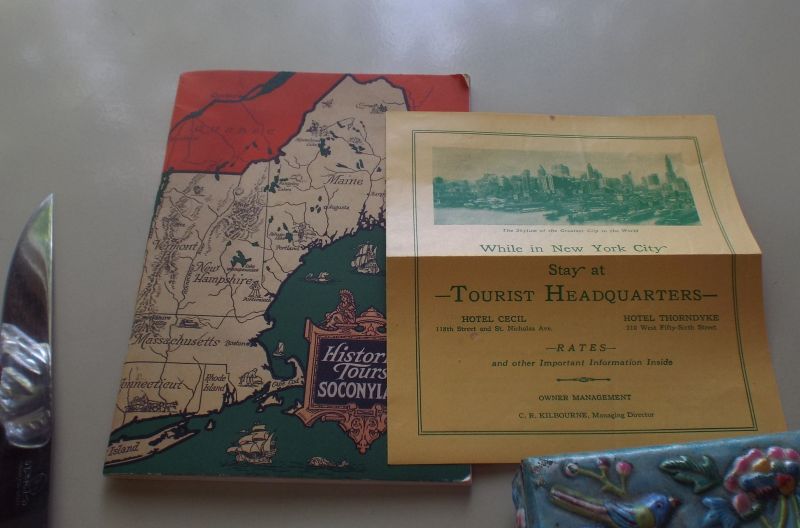 Quebec
Maine
Augusta
Portland
Vermont
New
Hampshire
Massachusetts
Boston
Connecticut
Rhode
Island
Island
Histori
Tours
SOCONYLA
The Skyline of the Greatest City in the World
While in New York City
Stay at
—TOURIST HEADQUARTERS—
HOTEL CECIL
118th Street and St. Nicholas Ave.
HOTEL THORNDYKE
210 West Fifty-Sixth Street
—RATES—
and other Important Information Inside
OWNER MANAGEMENT
C. R. KILBOURNE, Managing Director